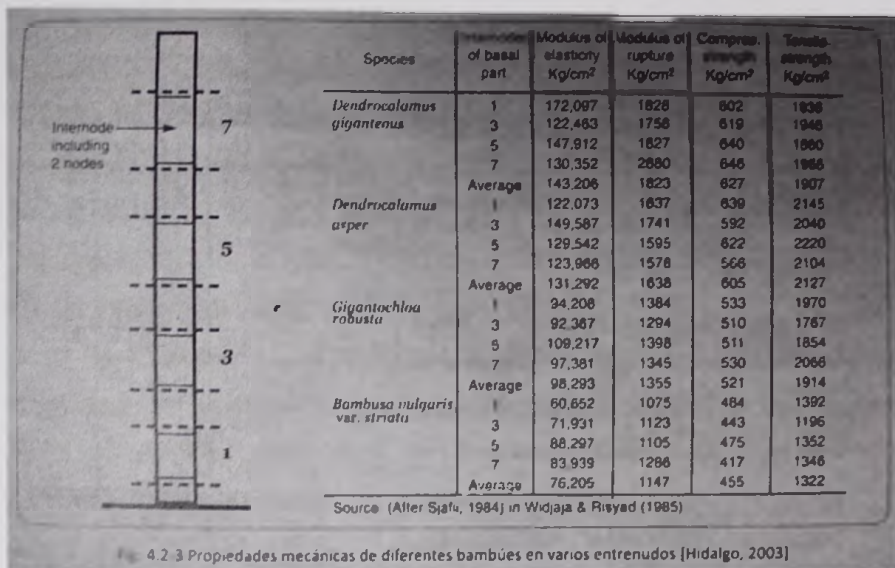 Internode
including
2 nodes
7
5
3
1
Species
Internodes of basal part
Modulus of elasticity Kg/cm²
Modulus of rupture Kg/cm²
Compres. strength Kg/cm²
Tensile strength Kg/cm²
Dendrocalamus 1 172,097 1828 602 1836
giganteous 3 122,463 1756 619 1946
5 147,912 1827 640
7 130,352 646
Average 143,206 1823 627 1907
Dendrocalamus 1 122,073 1637 639 2145
asper 3 149,587 1741 592 2040
5 129,542 1595 622 2220
7 123,966 1576 566 2104
Average 131,292 1638 605 2127
Gigantochloa 1 94,208 1384 533 1970
robusta 3 92,367 1294 510 1767
5 109,217 1398 511 1854
7 97,381 1345 530 2066
Average 98,293 1355 521 1914
Bambusa vulgaris 1 60,652 1075 484 1392
var. striata 3 71,931 1123 443 1196
5 88,297 1105 475 1352
7 83,939 1286 417 1346
Average 76,205 1147 455 1322
Source (After Sjafii, 1984) in Widjaja & Risyad (1985)
4.2.3 Propiedades mecánicas de diferentes bambúes en varios entrenudos [Hidalgo, 2003]